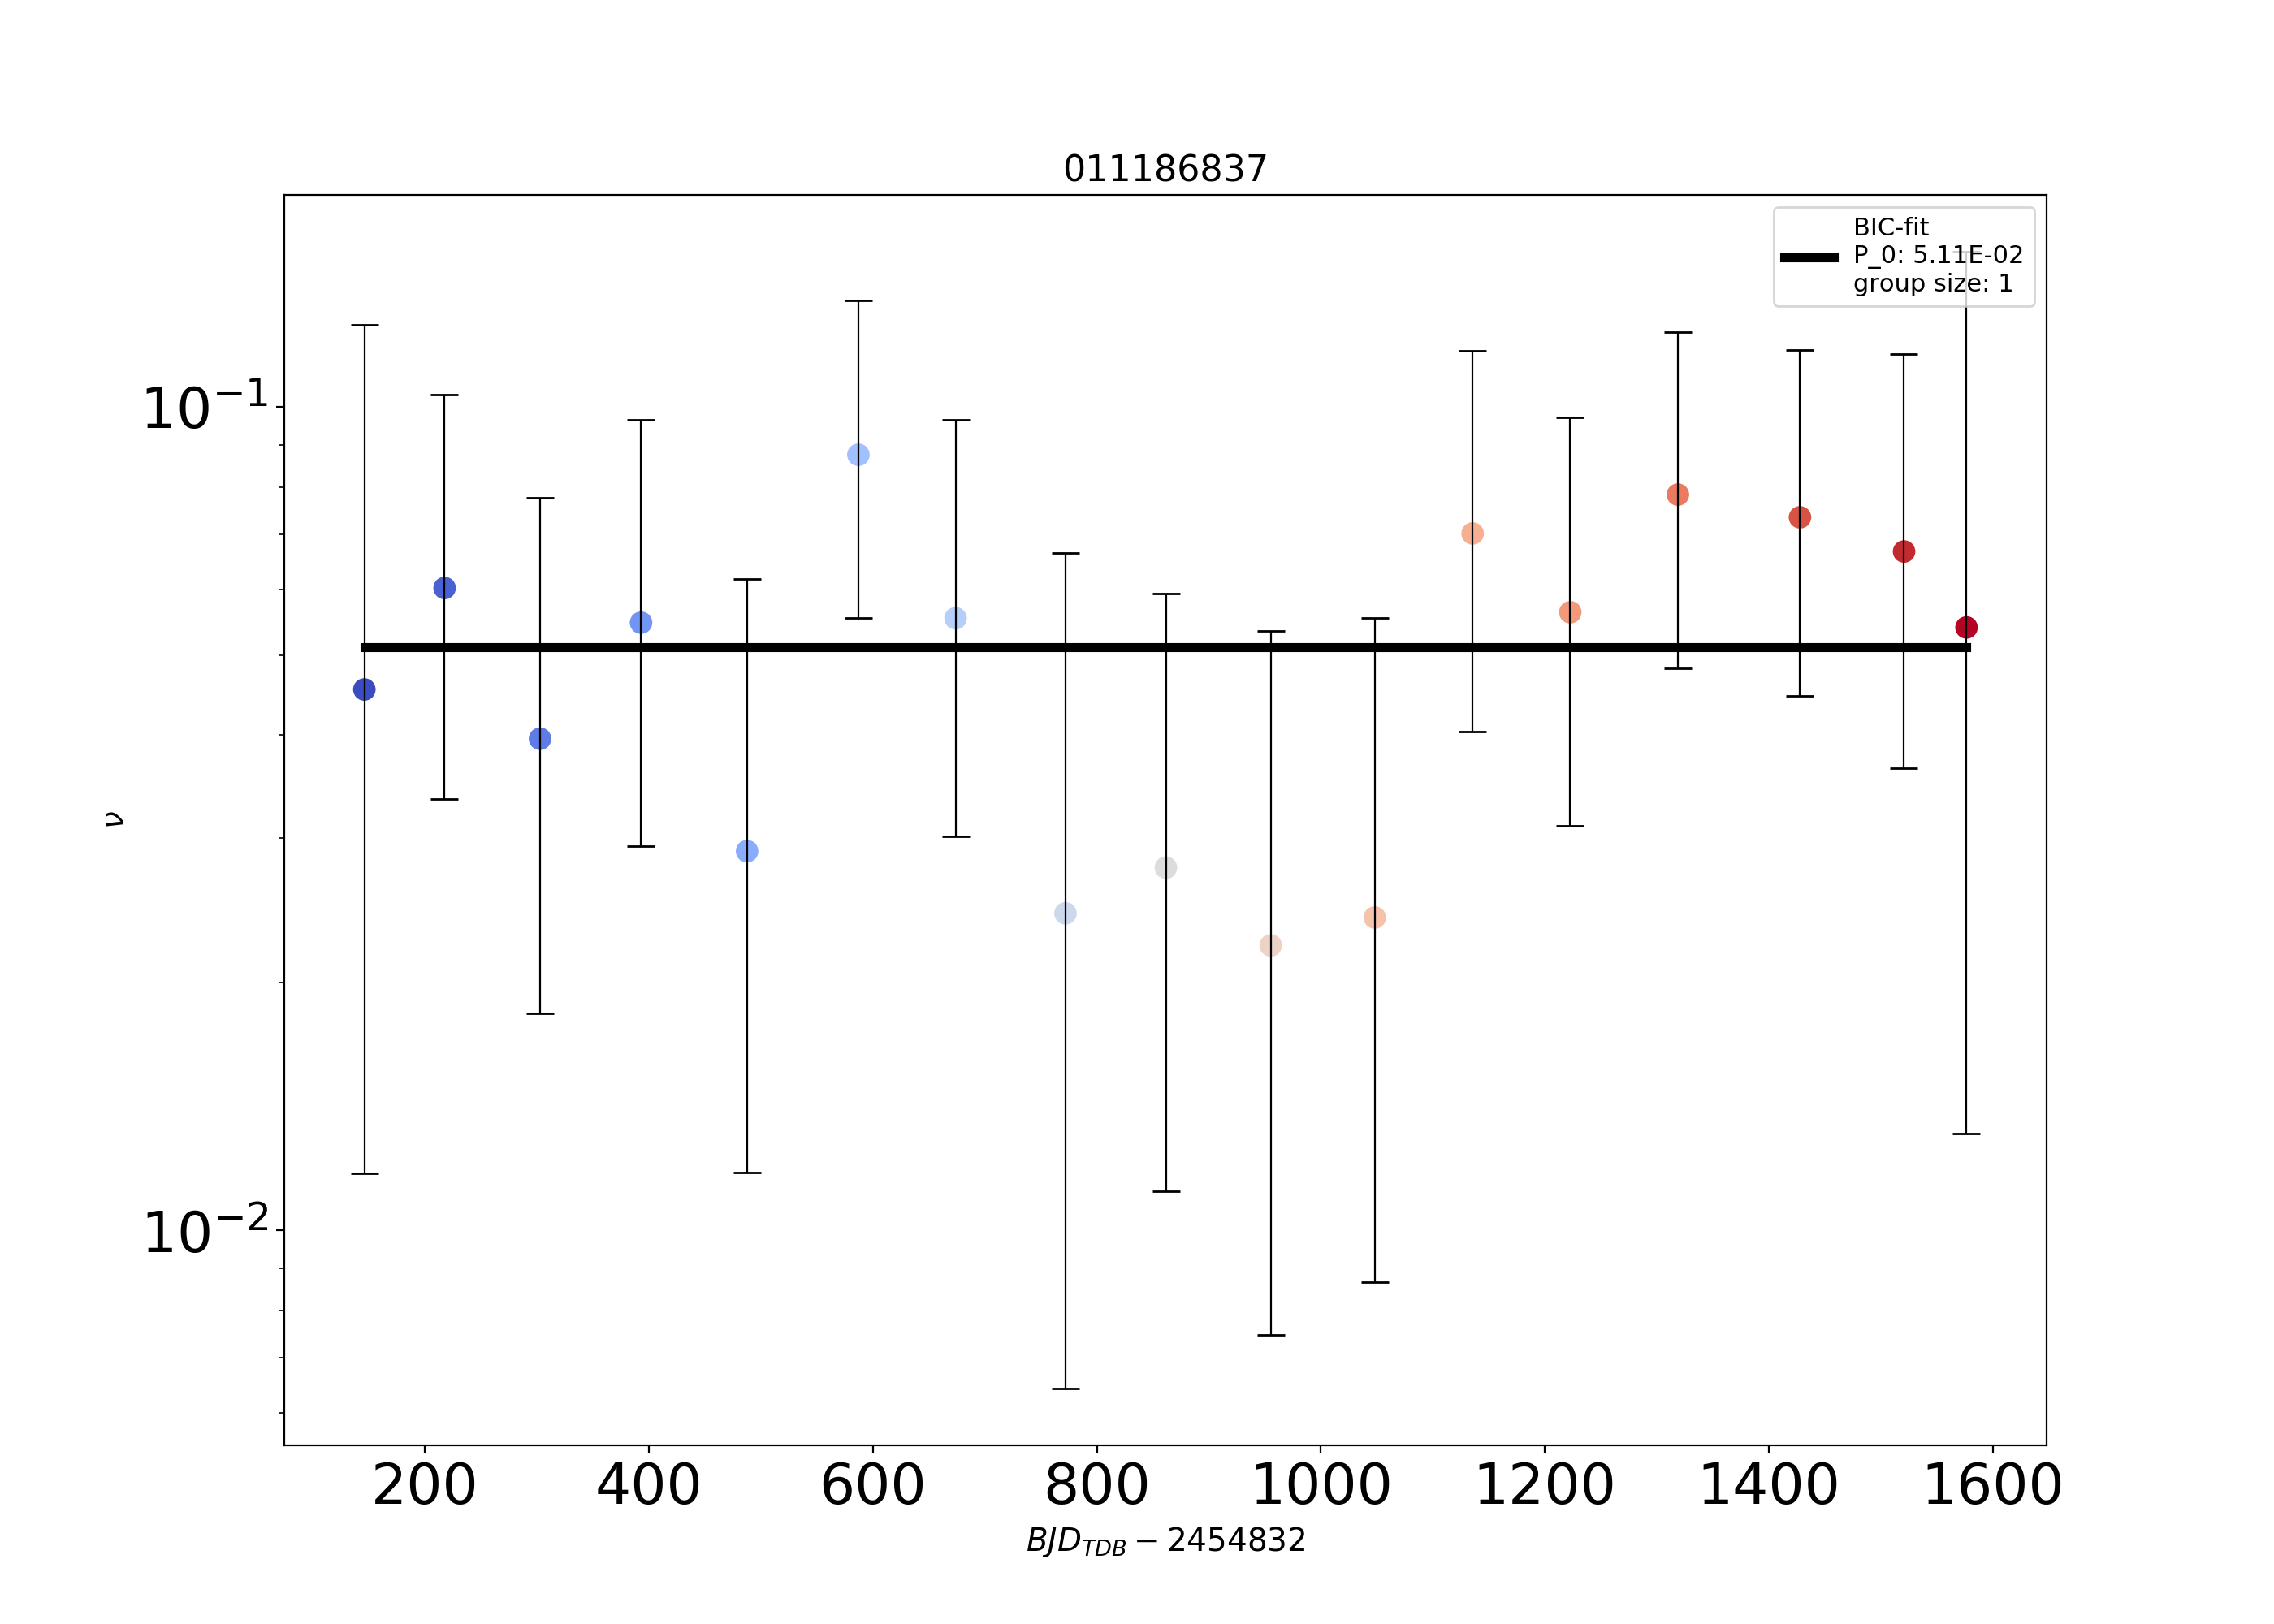 011186837
BIC-fit
P_0: 5.11E-02
group size: 1
10⁻¹
10⁻²
ν
200 400 600 800 1000 1200 1400 1600
BJD_TDB − 2454832